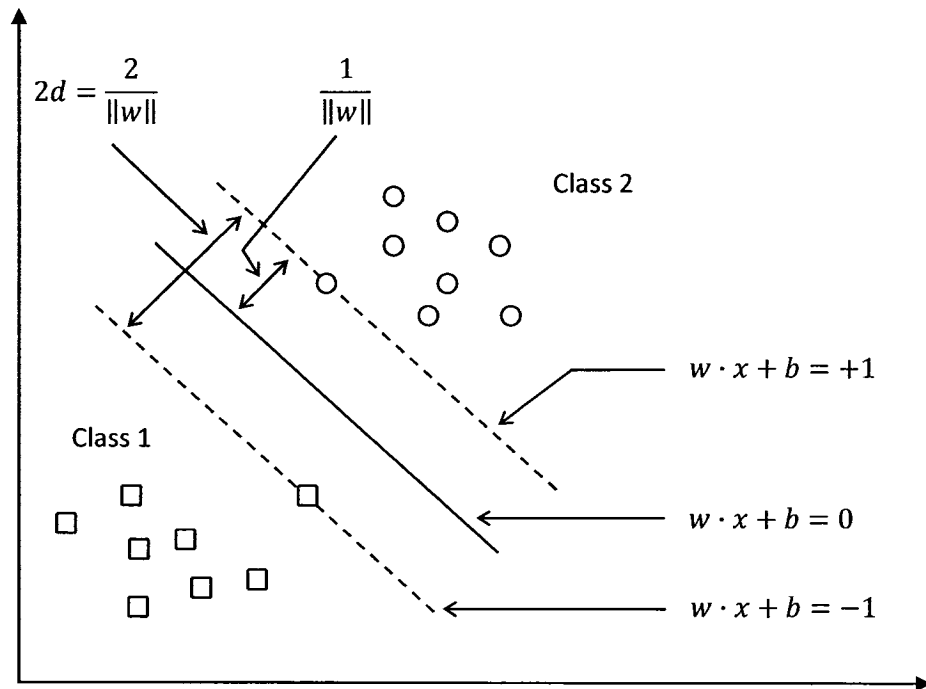 2d = 2/‖w‖
1/‖w‖
Class 2
w · x + b = +1
Class 1
w · x + b = 0
w · x + b = −1